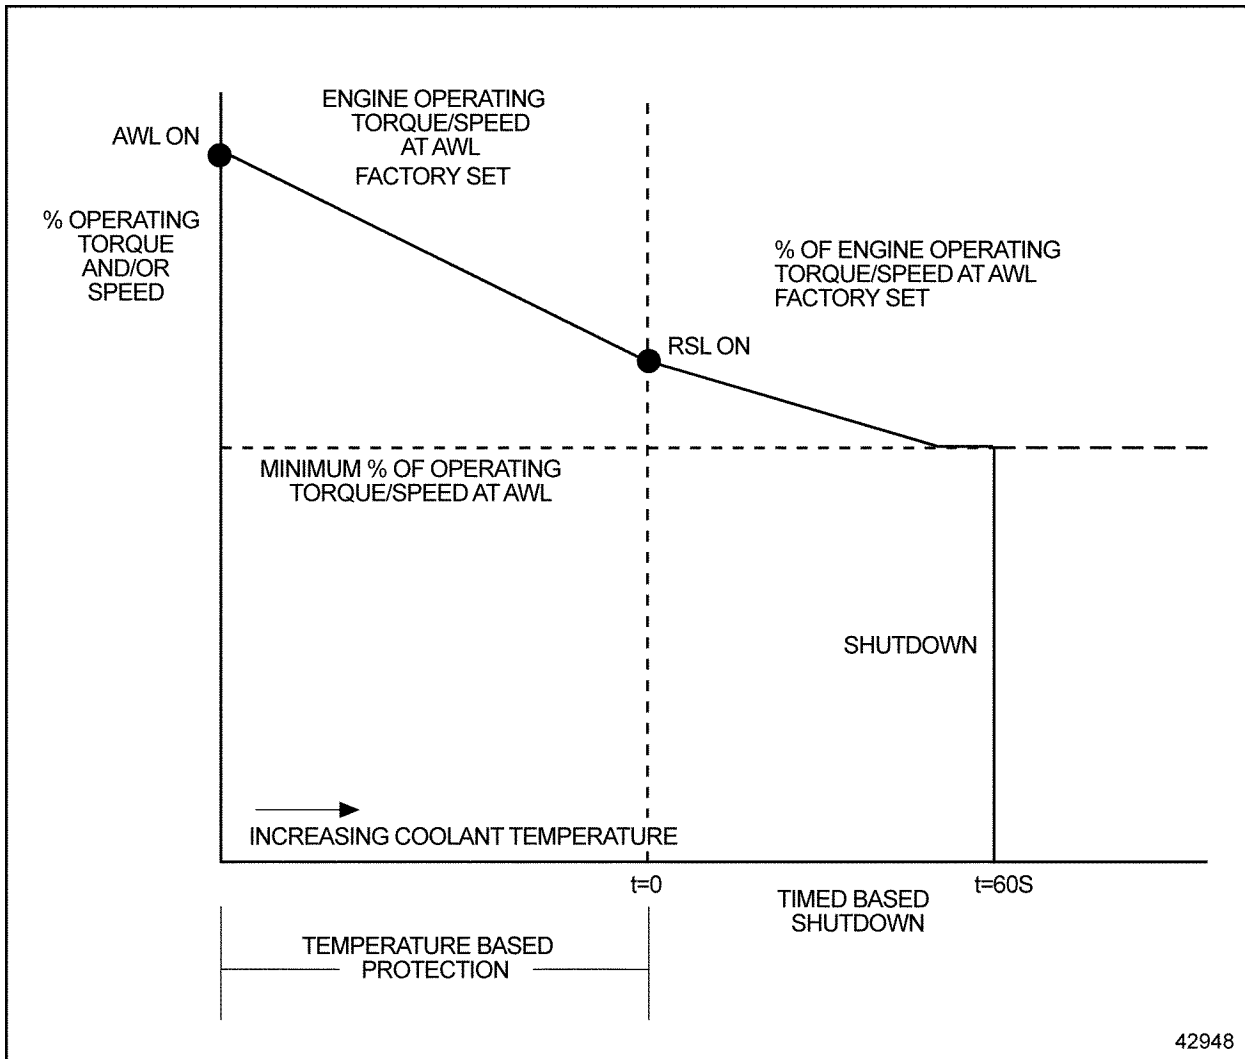 ENGINE OPERATING
TORQUE/SPEED
AT AWL
FACTORY SET
AWL ON
% OPERATING
TORQUE
AND/OR
SPEED
% OF ENGINE OPERATING
TORQUE/SPEED AT AWL
FACTORY SET
RSL ON
MINIMUM % OF OPERATING
TORQUE/SPEED AT AWL
SHUTDOWN
INCREASING COOLANT TEMPERATURE
t=0
t=60S
TIMED BASED
SHUTDOWN
TEMPERATURE BASED
PROTECTION
42948